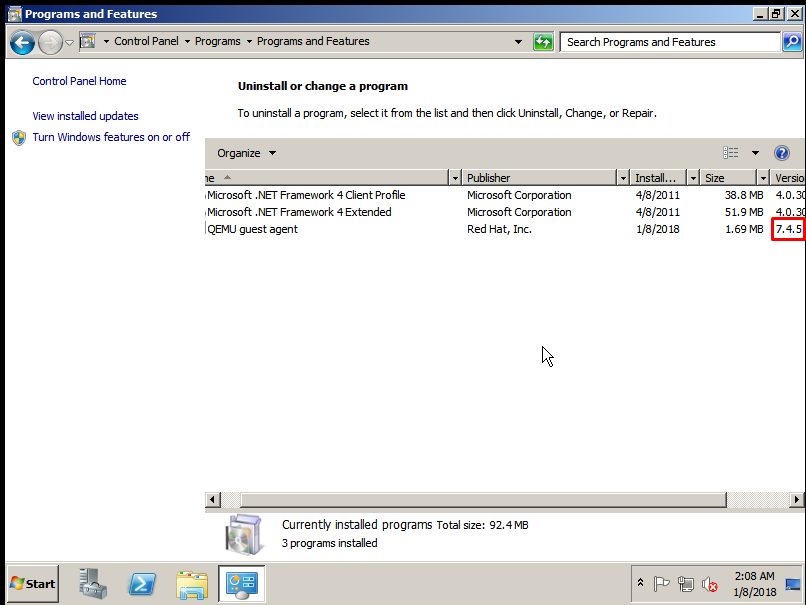 Programs and Features
Control Panel Programs Programs and Features
Search Programs and Features
Control Panel Home
View installed updates
Turn Windows features on or off
Uninstall or change a program
To uninstall a program, select it from the list and then click Uninstall, Change, or Repair.
Organize
me Publisher Install... Size Versio
Microsoft .NET Framework 4 Client Profile Microsoft Corporation 4/8/2011 38.8 MB 4.0.30
Microsoft .NET Framework 4 Extended Microsoft Corporation 4/8/2011 51.9 MB 4.0.30
QEMU guest agent Red Hat, Inc. 1/8/2018 1.69 MB 7.4.5
Currently installed programs Total size: 92.4 MB
3 programs installed
Start
2:08 AM
1/8/2018